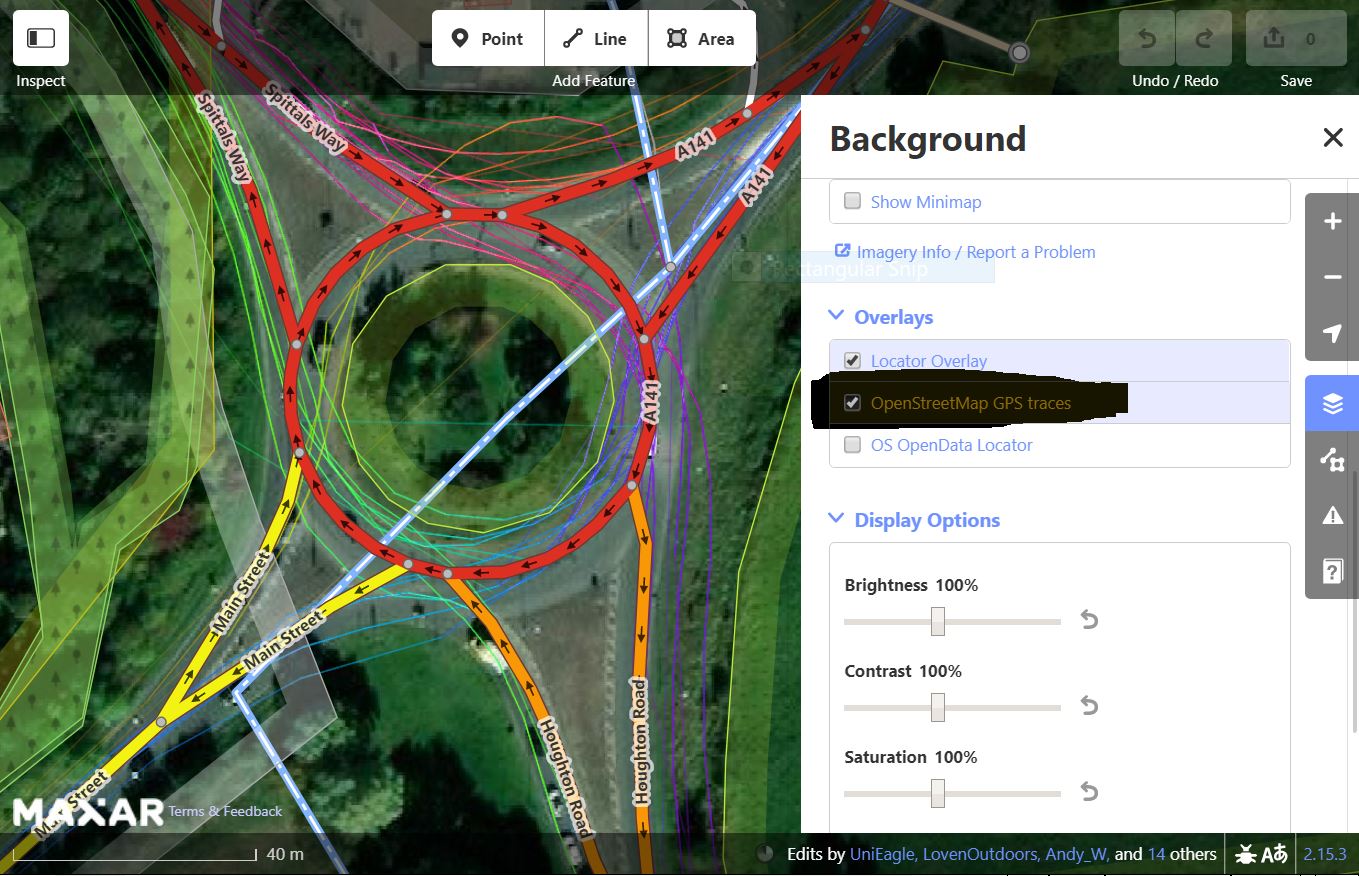 Point
Line
Area
Inspect
Add Feature
Undo / Redo
0
Save
Background
Show Minimap
Imagery Info / Report a Problem
Rectangular Snip
Overlays
Locator Overlay
OpenStreetMap GPS traces
OS OpenData Locator
Display Options
Brightness 100%
Contrast 100%
Saturation 100%
Spittals Way
Spittals Way
A141
A141
A141
Main Street
Main Street
Main Street
Houghton Road
Houghton Road
MAXAR Terms & Feedback
40 m
Edits by UniEagle, LovenOutdoors, Andy_W, and 14 others
2.15.3